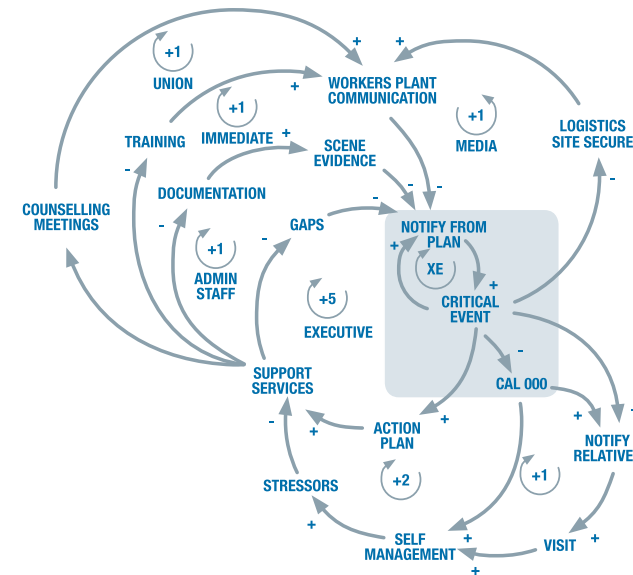 +
+
+1
UNION
WORKERS PLANT
COMMUNICATION
+
+1
IMMEDIATE
+
+1
MEDIA
LOGISTICS
SITE SECURE
TRAINING
SCENE
EVIDENCE
-
-
DOCUMENTATION
-
-
-
COUNSELLING
MEETINGS
-
GAPS
NOTIFY FROM
PLAN
+1
ADMIN
STAFF
-
+
XE
+
+5
EXECUTIVE
CRITICAL
EVENT
-
SUPPORT
SERVICES
CAL 000
-
-
+
ACTION
PLAN
+
+
NOTIFY
RELATIVE
STRESSORS
+2
+1
+
SELF
MANAGEMENT
+
+
VISIT
+